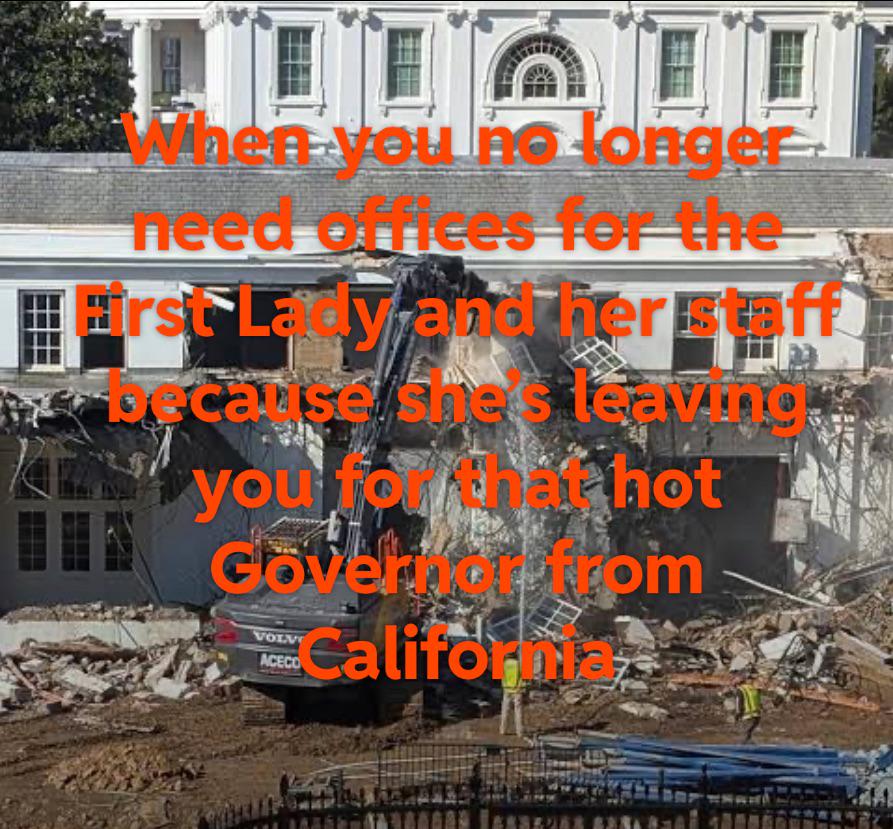 When you no longer
need offices for the
First Lady and her staff
because she’s leaving
you for that hot
Governor from
California
VOLVO
ACECO